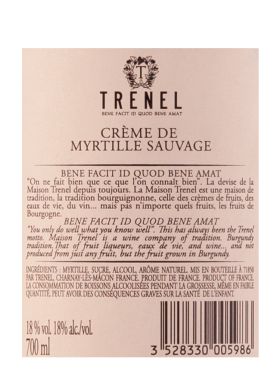 T
TRENEL
BENE FACIT ID QUOD BENE AMAT
CRÈME DE
MYRTILLE SAUVAGE
BENE FACIT ID QUOD BENE AMAT
"On ne fait bien que ce que l'on connaît bien". La devise de la
Maison Trenel depuis toujours. La Maison Trenel est une maison de
tradition, la tradition bourguignonne, celle des crèmes de fruits, des
eaux de vie, du vin... mais pas n'importe quels fruits, les fruits de
Bourgogne.
BENE FACIT ID QUOD BENE AMAT
"You only do well what you know well". This has always been the Trenel
motto. Maison Trenel is a wine company of tradition. Burgundy
tradition.That of fruit liqueurs, eaux de vie, and wine... and not
produced from just any fruit, but the fruit grown in Burgundy.
INGRÉDIENTS : MYRTILLE, SUCRE, ALCOOL, ARÔME NATUREL. MIS EN BOUTEILLE À 71850
PAR TRENEL, CHARNAY-LÈS-MÂCON FRANCE. PRODUIT DE FRANCE. PRODUCT OF FRANCE.
LA CONSOMMATION DE BOISSONS ALCOOLISÉES PENDANT LA GROSSESSE, MÊME EN FAIBLE
QUANTITÉ, PEUT AVOIR DES CONSÉQUENCES GRAVES SUR LA SANTÉ DE L'ENFANT.
18 % vol. 18% alc./vol.
700 ml
3 528330 005986